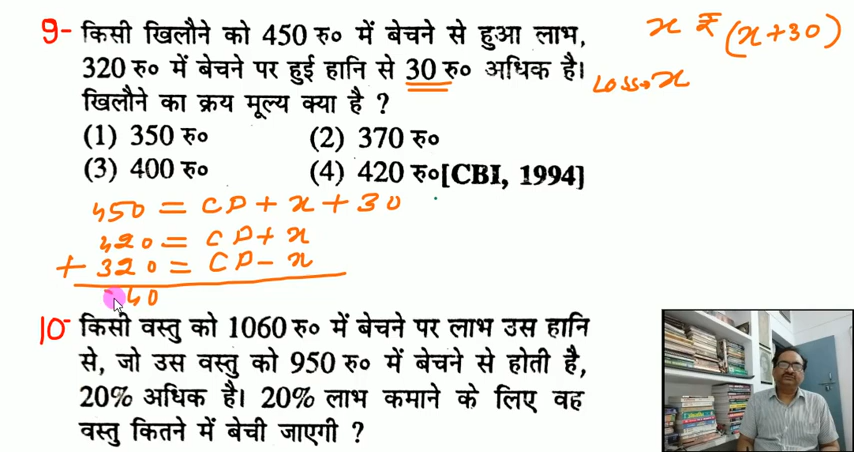 9- किसी खिलौने को 450 रु० में बेचने से हुआ लाभ,
320 रु० में बेचने पर हुई हानि से 30 रु० अधिक है।
खिलौने का क्रय मूल्य क्या है ?
(1) 350 रु० (2) 370 रु०
(3) 400 रु० (4) 420 रु० [CBI, 1994]
x ₹ (x+30)
Loss→x
450 = CP + x + 30
420 = CP + x
+ 320 = CP - x
40
10- किसी वस्तु को 1060 रु० में बेचने पर लाभ उस हानि
से, जो उस वस्तु को 950 रु० में बेचने से होती है,
20% अधिक है। 20% लाभ कमाने के लिए वह
वस्तु कितने में बेची जाएगी ?